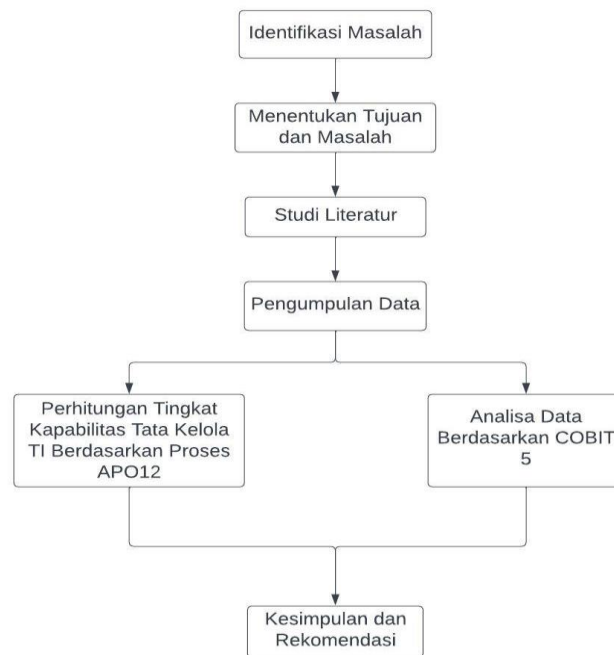 Identifikasi Masalah
Menentukan Tujuan
dan Masalah
Studi Literatur
Pengumpulan Data
Perhitungan Tingkat
Kapabilitas Tata Kelola
TI Berdasarkan Proses
APO12
Analisa Data
Berdasarkan COBIT
5
Kesimpulan dan
Rekomendasi